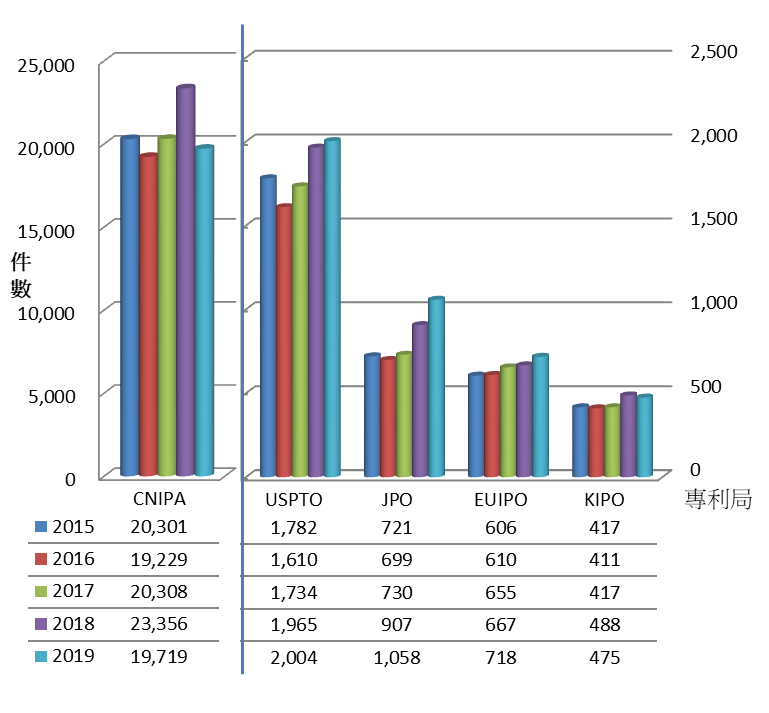 25,000
20,000
15,000
10,000
5,000
0
件數
2,500
2,000
1,500
1,000
500
0
專利局
CNIPA USPTO JPO EUIPO KIPO
2015 20,301 1,782 721 606 417
2016 19,229 1,610 699 610 411
2017 20,308 1,734 730 655 417
2018 23,356 1,965 907 667 488
2019 19,719 2,004 1,058 718 475